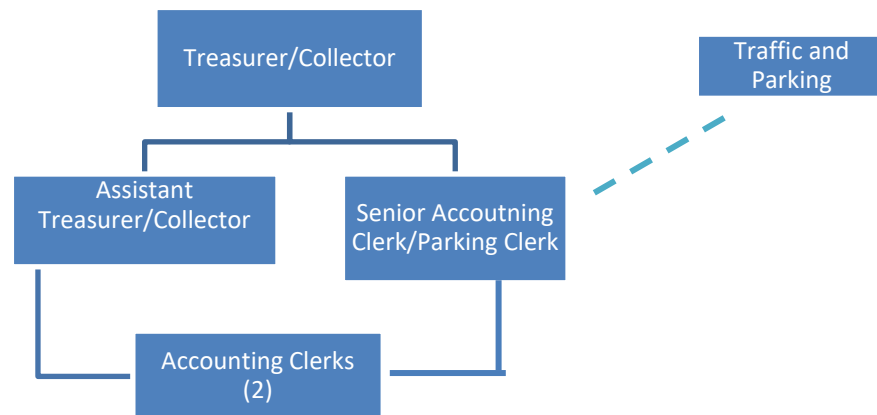 Treasurer/Collector
Traffic and
Parking
Assistant
Treasurer/Collector
Senior Accoutning
Clerk/Parking Clerk
Accounting Clerks
(2)